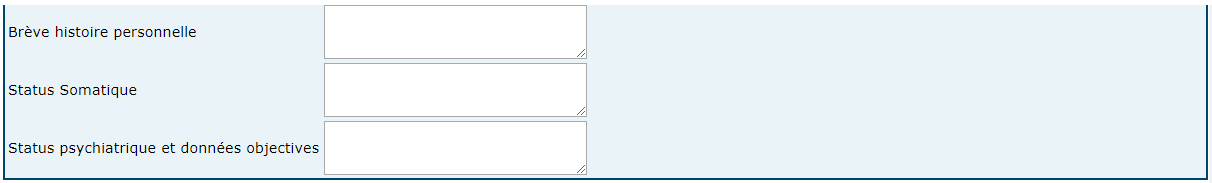 Brève histoire personnelle
Status Somatique
Status psychiatrique et données objectives